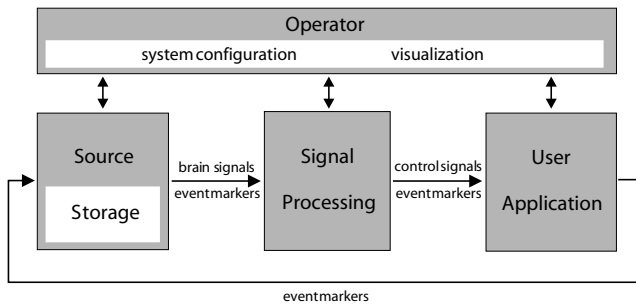 Operator
system configuration visualization
Source
Storage
brain signals
eventmarkers
Signal
Processing
control signals
eventmarkers
User
Application
eventmarkers